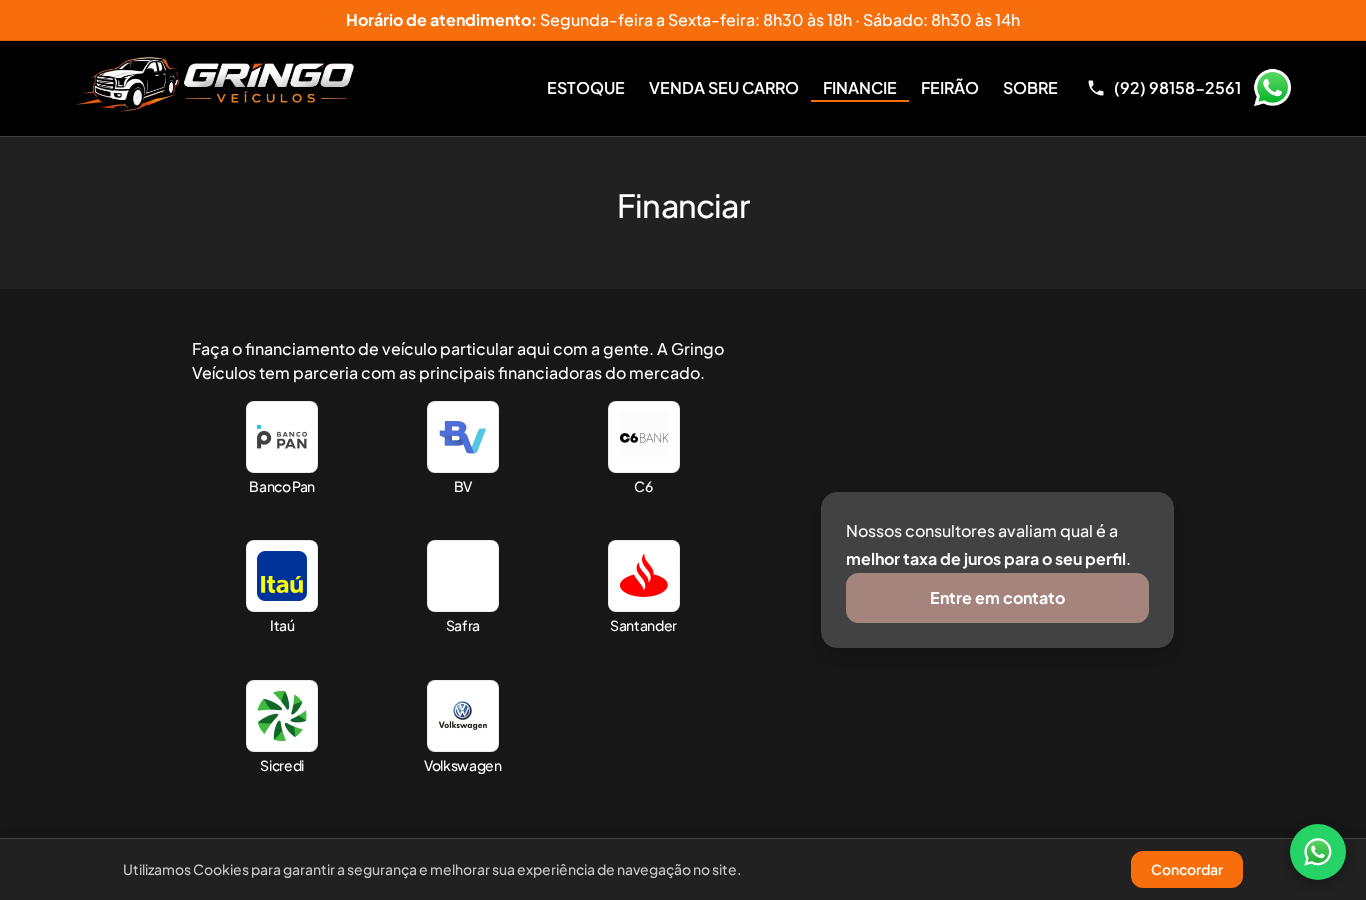 Horário de atendimento: Segunda-feira a Sexta-feira: 8h30 às 18h · Sábado: 8h30 às 14h
GRINGO
VEÍCULOS
ESTOQUE
VENDA SEU CARRO
FINANCIE
FEIRÃO
SOBRE
(92) 98158-2561
Financiar
Faça o financiamento de veículo particular aqui com a gente. A Gringo
Veículos tem parceria com as principais financiadoras do mercado.
BANCO
PAN
BV
C6BANK
Banco Pan
BV
C6
Itaú
Itaú
Safra
Santander
Volkswagen
Sicredi
Volkswagen
Nossos consultores avaliam qual é a
melhor taxa de juros para o seu perfil.
Entre em contato
Utilizamos Cookies para garantir a segurança e melhorar sua experiência de navegação no site.
Concordar